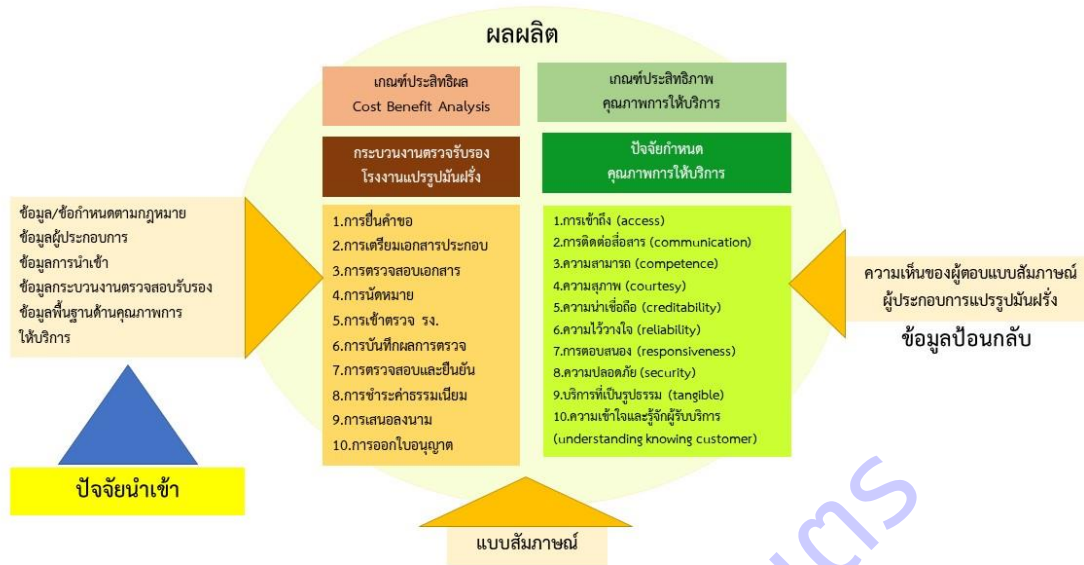 ผลผลิต
เกณฑ์ประสิทธิผล
Cost Benefit Analysis
เกณฑ์ประสิทธิภาพ
คุณภาพการให้บริการ
กระบวนงานตรวจรับรอง
โรงงานแปรรูปมันฝรั่ง
ปัจจัยกำหนด
คุณภาพการให้บริการ
ข้อมูล/ข้อกำหนดตามกฎหมาย
ข้อมูลผู้ประกอบการ
ข้อมูลการนำเข้า
ข้อมูลกระบวนงานตรวจสอบรับรอง
ข้อมูลพื้นฐานด้านคุณภาพการ
ให้บริการ
1.การยื่นคำขอ
2.การเตรียมเอกสารประกอบ
3.การตรวจสอบเอกสาร
4.การนัดหมาย
5.การเข้าตรวจ รง.
6.การบันทึกผลการตรวจ
7.การตรวจสอบและยืนยัน
8.การชำระค่าธรรมเนียม
9.การเสนอลงนาม
10.การออกใบอนุญาต
1.การเข้าถึง (access)
2.การติดต่อสื่อสาร (communication)
3.ความสามารถ (competence)
4.ความสุภาพ (courtesy)
5.ความน่าเชื่อถือ (creditability)
6.ความไว้วางใจ (reliability)
7.การตอบสนอง (responsiveness)
8.ความปลอดภัย (security)
9.บริการที่เป็นรูปธรรม (tangible)
10.ความเข้าใจและรู้จักผู้รับบริการ
(understanding knowing customer)
ความเห็นของผู้ตอบแบบสัมภาษณ์
ผู้ประกอบการแปรรูปมันฝรั่ง
ข้อมูลป้อนกลับ
ปัจจัยนำเข้า
แบบสัมภาษณ์